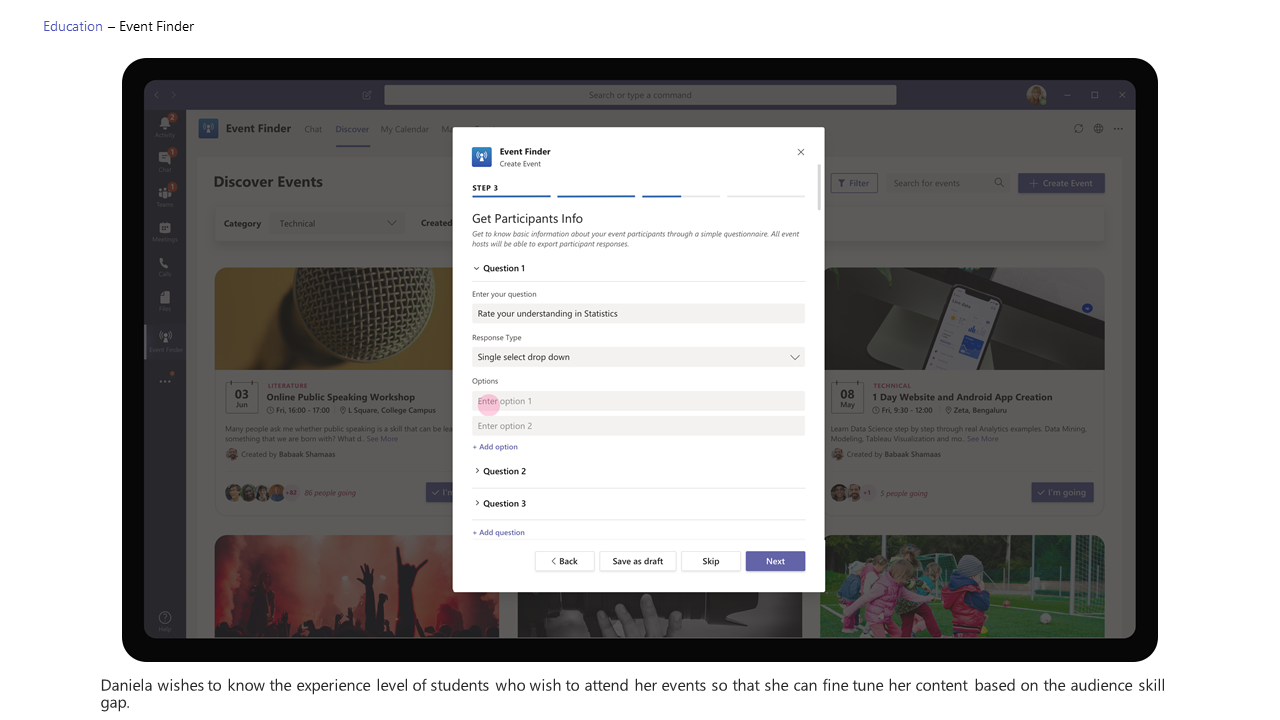 Education – Event Finder
Search or type a command
Activity
2
Chat
1
Teams
1
Meetings
Calls
Files
Event Finder
Help
Event Finder Chat Discover My Calendar
Discover Events
Filter
Search for events
+ Create Event
Category
Technical
Created
03
Jun
LITERATURE
Online Public Speaking Workshop
Fri, 16:00 - 17:00 L Square, College Campus
Many people ask me whether public speaking is a skill that can be
something that we are born with? What d.. See More
Created by Babaak Shamaas
+82
86 people going
08
May
TECHNICAL
1 Day Website and Android App Creation
Fri, 9:30 - 12:00 Zeta, Bengaluru
Learn Data Science step by step through real Analytics examples. Data Mining,
Modeling, Tableau Visualization and mo.. See More
Created by Babaak Shamaas
+1
5 people going
I'm going
Event Finder
Create Event
STEP 3
Get Participants Info
Get to know basic information about your event participants through a simple questionnaire. All event
hosts will be able to export participant responses.
Question 1
Enter your question
Rate your understanding in Statistics
Response Type
Single select drop down
Options
Enter option 1
Enter option 2
+ Add option
Question 2
Question 3
+ Add question
Back
Save as draft
Skip
Next
Daniela wishes to know the experience level of students who wish to attend her events so that she can fine tune her content based on the audience skill
gap.